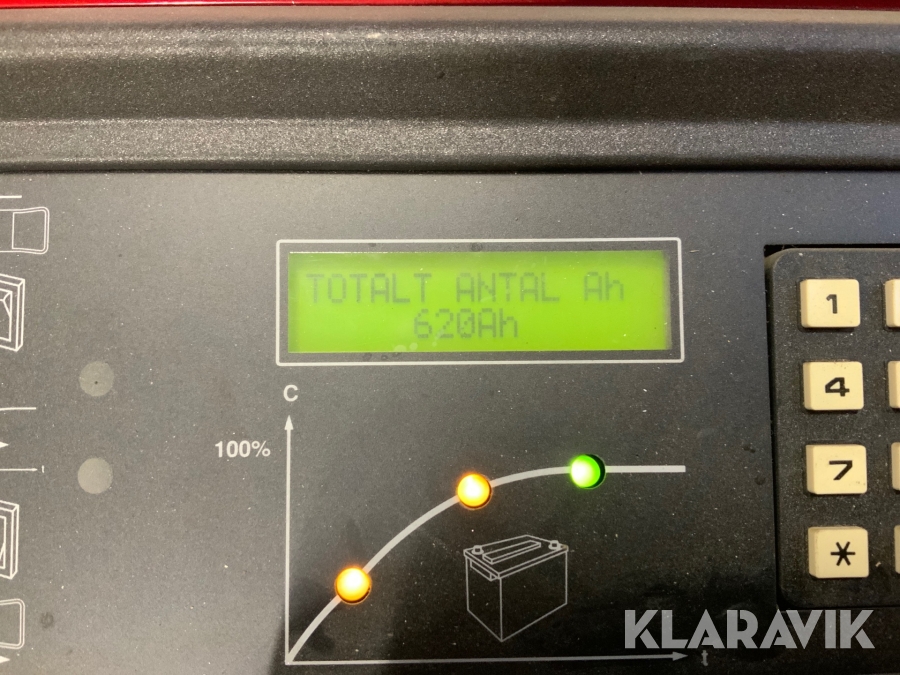 TOTALT ANTAL Ah
620Ah
C
100%
t
t
1
4
7
*
KLARAVIK